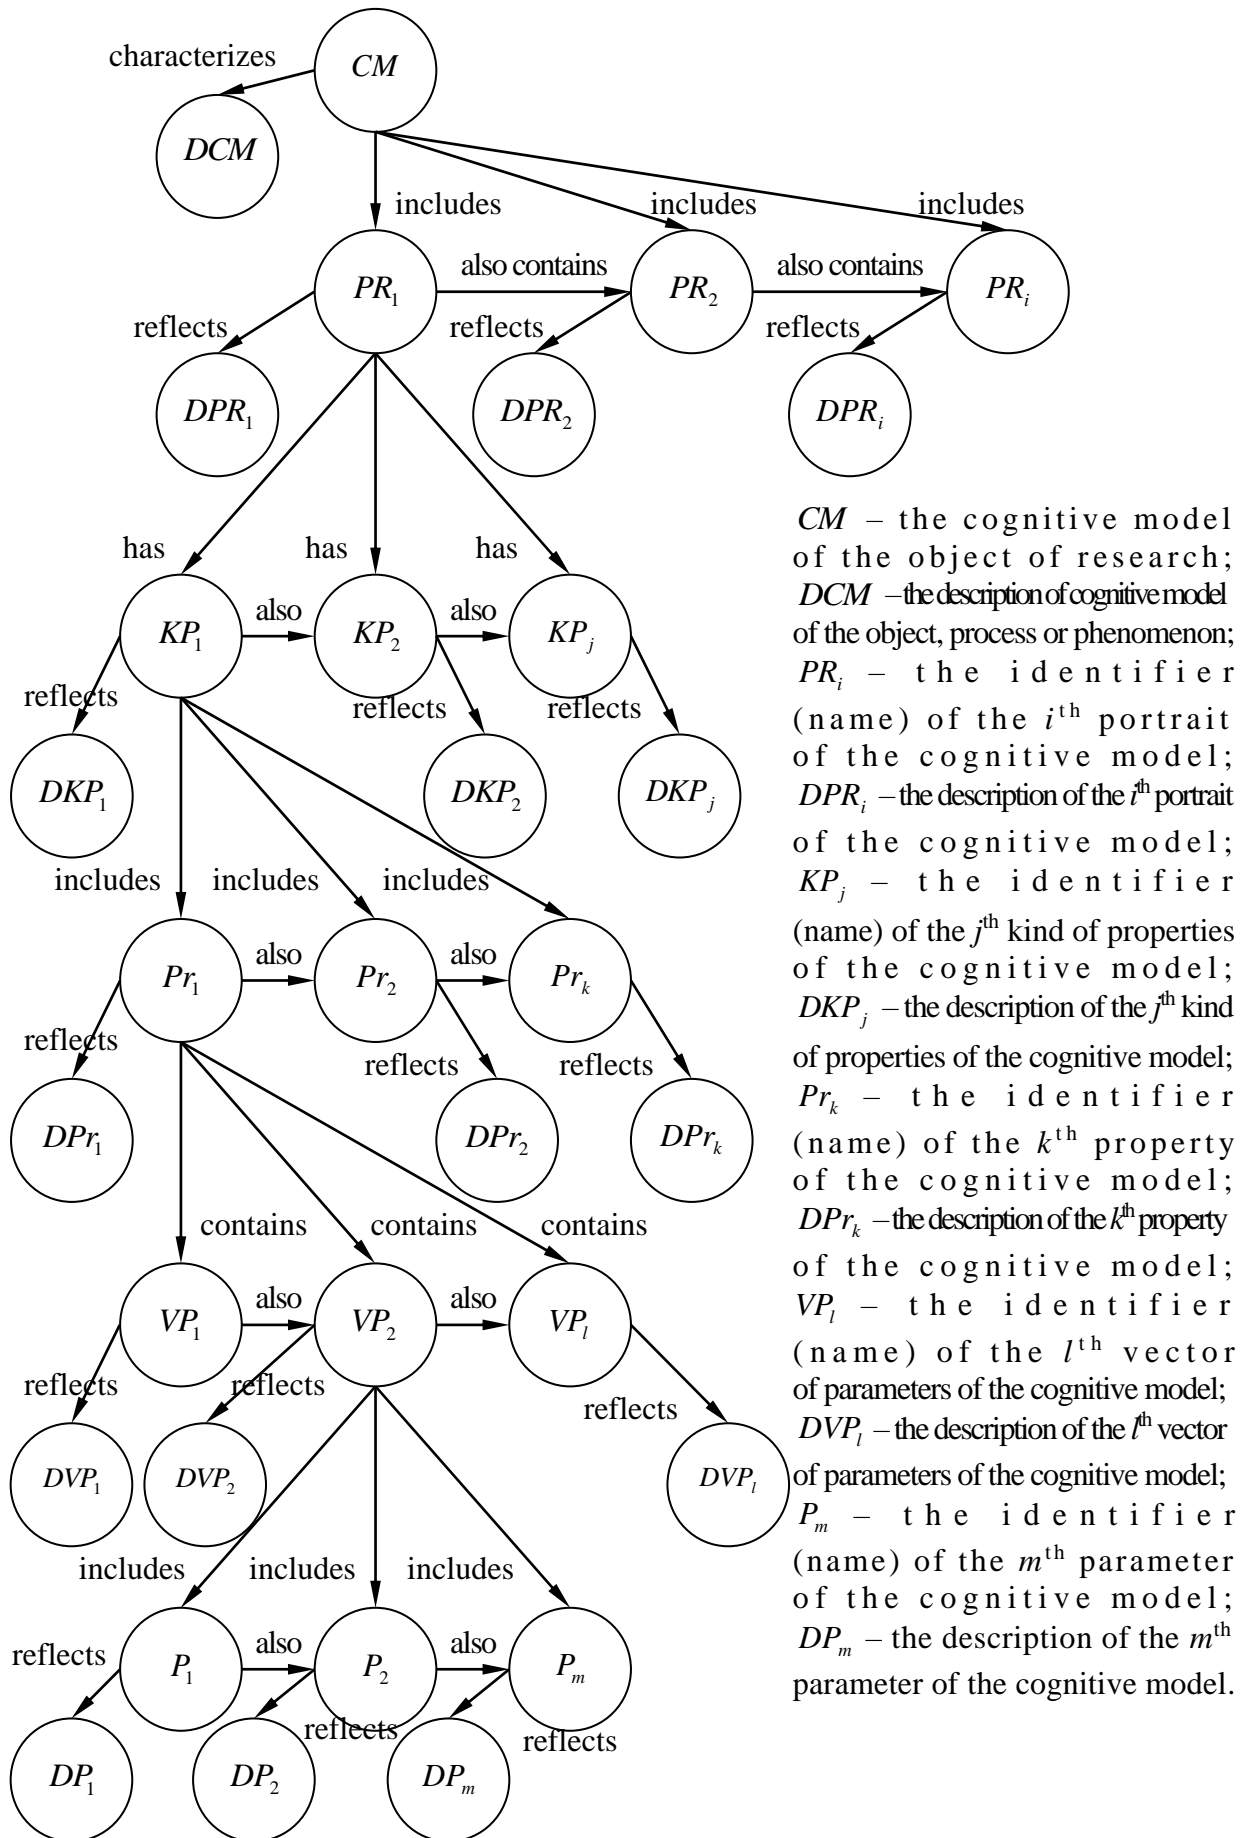 characterizes
CM
DCM
includes
includes
includes
PR₁
also contains
PR₂
also contains
PRᵢ
reflects
reflects
reflects
DPR₁
DPR₂
DPRᵢ
has
has
has
KP₁
also
KP₂
also
KPⱼ
reflects
reflects
reflects
DKP₁
DKP₂
DKPⱼ
includes
includes
includes
Pr₁
also
Pr₂
also
Prₖ
reflects
reflects
reflects
DPr₁
DPr₂
DPrₖ
contains
contains
contains
VP₁
also
VP₂
also
VPₗ
reflects
reflects
reflects
DVP₁
DVP₂
DVPₗ
includes
includes
includes
P₁
also
P₂
also
Pₘ
reflects
reflects
reflects
DP₁
DP₂
DPₘ
CM – the cognitive model
of the object of research;
DCM – the description of cognitive model
of the object, process or phenomenon;
PRᵢ – the identifier
(name) of the iᵗʰ portrait
of the cognitive model;
DPRᵢ – the description of the iᵗʰ portrait
of the cognitive model;
KPⱼ – the identifier
(name) of the jᵗʰ kind of properties
of the cognitive model;
DKPⱼ – the description of the jᵗʰ kind
of properties of the cognitive model;
Prₖ – the identifier
(name) of the kᵗʰ property
of the cognitive model;
DPrₖ – the description of the kᵗʰ property
of the cognitive model;
VPₗ – the identifier
(name) of the lᵗʰ vector
of parameters of the cognitive model;
DVPₗ – the description of the lᵗʰ vector
of parameters of the cognitive model;
Pₘ – the identifier
(name) of the mᵗʰ parameter
of the cognitive model;
DPₘ – the description of the mᵗʰ
parameter of the cognitive model.